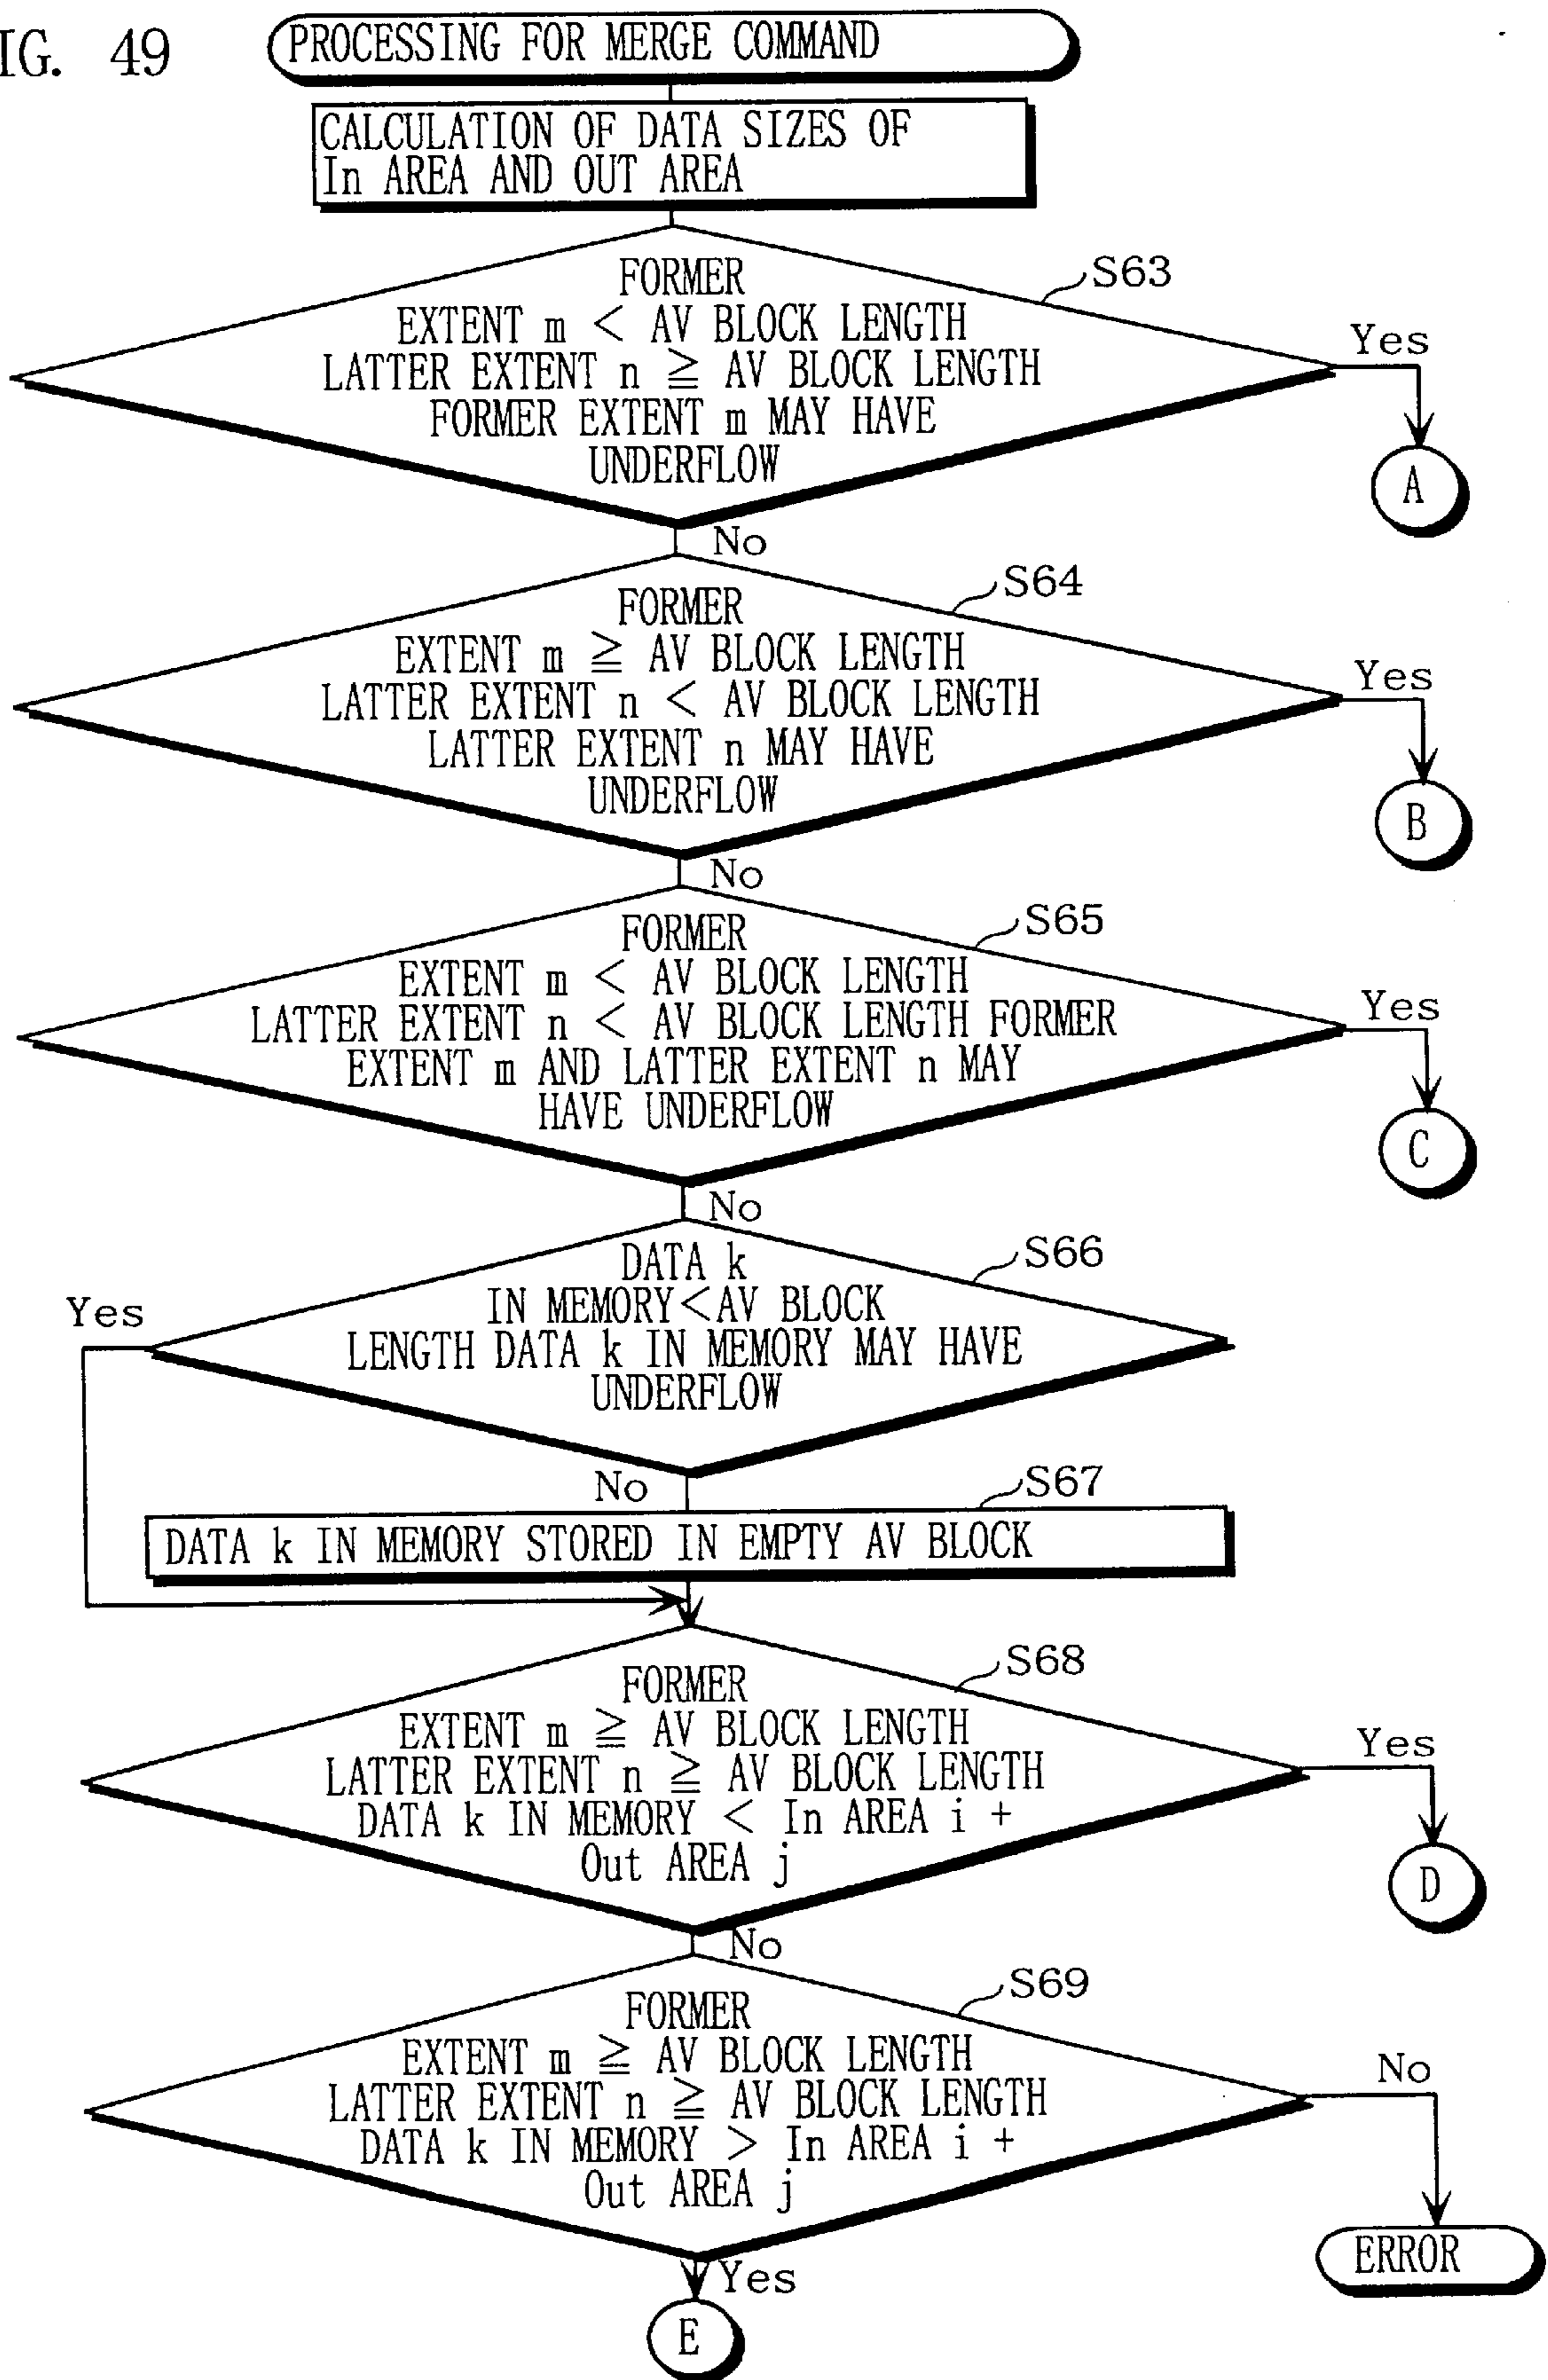 IG. 49
PROCESSING FOR MERGE COMMAND
CALCULATION OF DATA SIZES OF
In AREA AND OUT AREA
S63
FORMER
EXTENT m < AV BLOCK LENGTH
LATTER EXTENT n ≧ AV BLOCK LENGTH
FORMER EXTENT m MAY HAVE
UNDERFLOW
Yes
A
No
S64
FORMER
EXTENT m ≧ AV BLOCK LENGTH
LATTER EXTENT n < AV BLOCK LENGTH
LATTER EXTENT n MAY HAVE
UNDERFLOW
Yes
B
No
S65
FORMER
EXTENT m < AV BLOCK LENGTH
LATTER EXTENT n < AV BLOCK LENGTH FORMER
EXTENT m AND LATTER EXTENT n MAY
HAVE UNDERFLOW
Yes
C
No
S66
DATA k
IN MEMORY<AV BLOCK
LENGTH DATA k IN MEMORY MAY HAVE
UNDERFLOW
Yes
No
S67
DATA k IN MEMORY STORED IN EMPTY AV BLOCK
S68
FORMER
EXTENT m ≧ AV BLOCK LENGTH
LATTER EXTENT n ≧ AV BLOCK LENGTH
DATA k IN MEMORY < In AREA i +
Out AREA j
Yes
D
No
S69
FORMER
EXTENT m ≧ AV BLOCK LENGTH
LATTER EXTENT n ≧ AV BLOCK LENGTH
DATA k IN MEMORY > In AREA i +
Out AREA j
No
ERROR
Yes
E